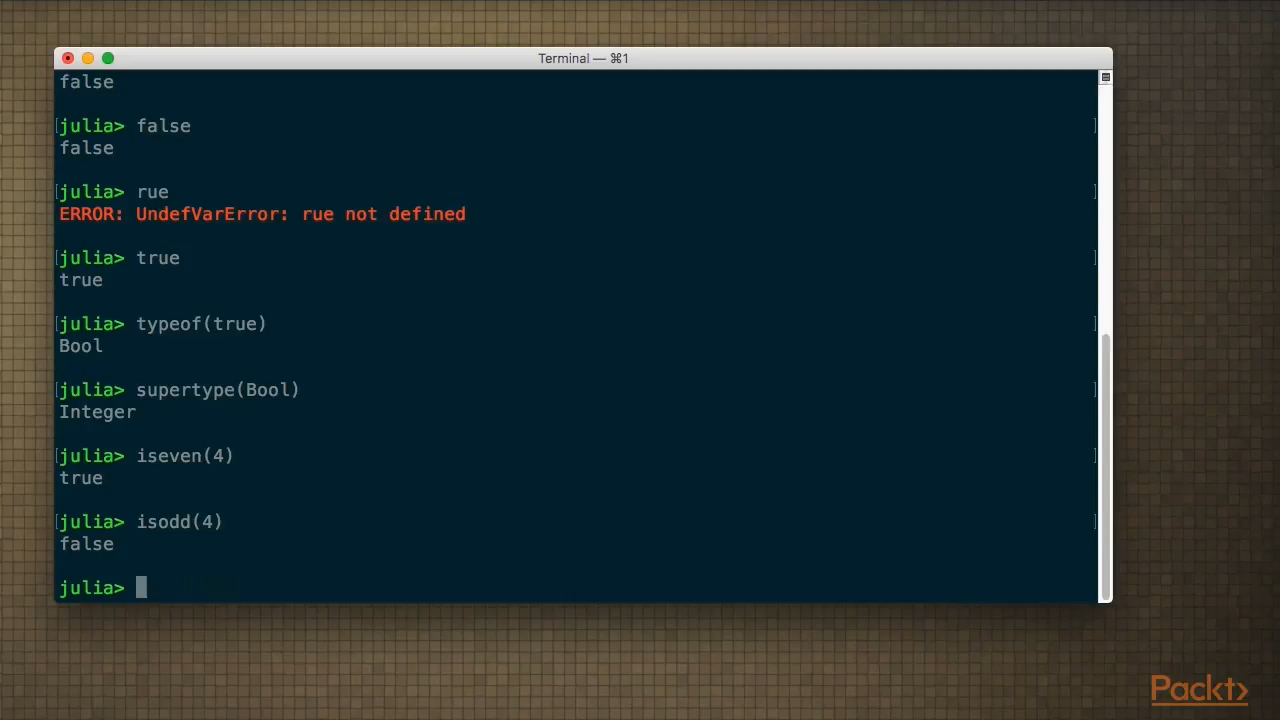 Terminal — ⌘1
false
julia> false
false
julia> rue
ERROR: UndefVarError: rue not defined
julia> true
true
julia> typeof(true)
Bool
julia> supertype(Bool)
Integer
julia> iseven(4)
true
julia> isodd(4)
false
julia>
Packt>